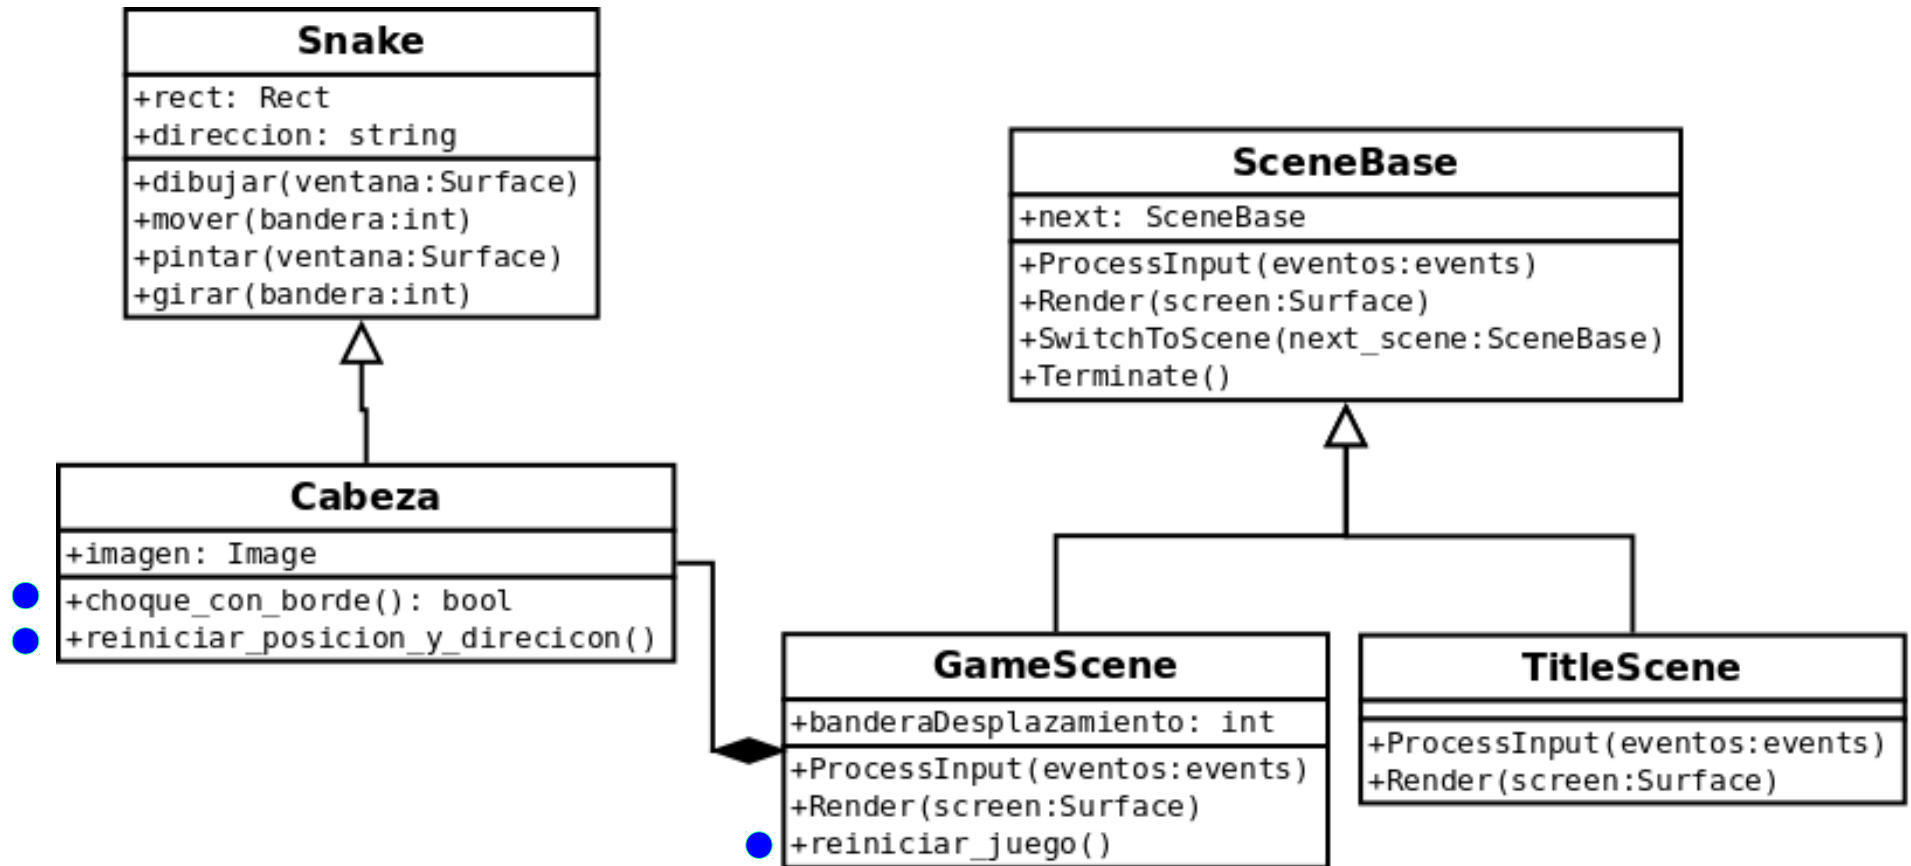 Snake
+rect: Rect
+direccion: string
+dibujar(ventana:Surface)
+mover(bandera:int)
+pintar(ventana:Surface)
+girar(bandera:int)
SceneBase
+next: SceneBase
+ProcessInput(eventos:events)
+Render(screen:Surface)
+SwitchToScene(next_scene:SceneBase)
+Terminate()
Cabeza
+imagen: Image
+choque_con_borde(): bool
+reiniciar_posicion_y_direcicon()
GameScene
+banderaDesplazamiento: int
+ProcessInput(eventos:events)
+Render(screen:Surface)
+reiniciar_juego()
TitleScene
+ProcessInput(eventos:events)
+Render(screen:Surface)